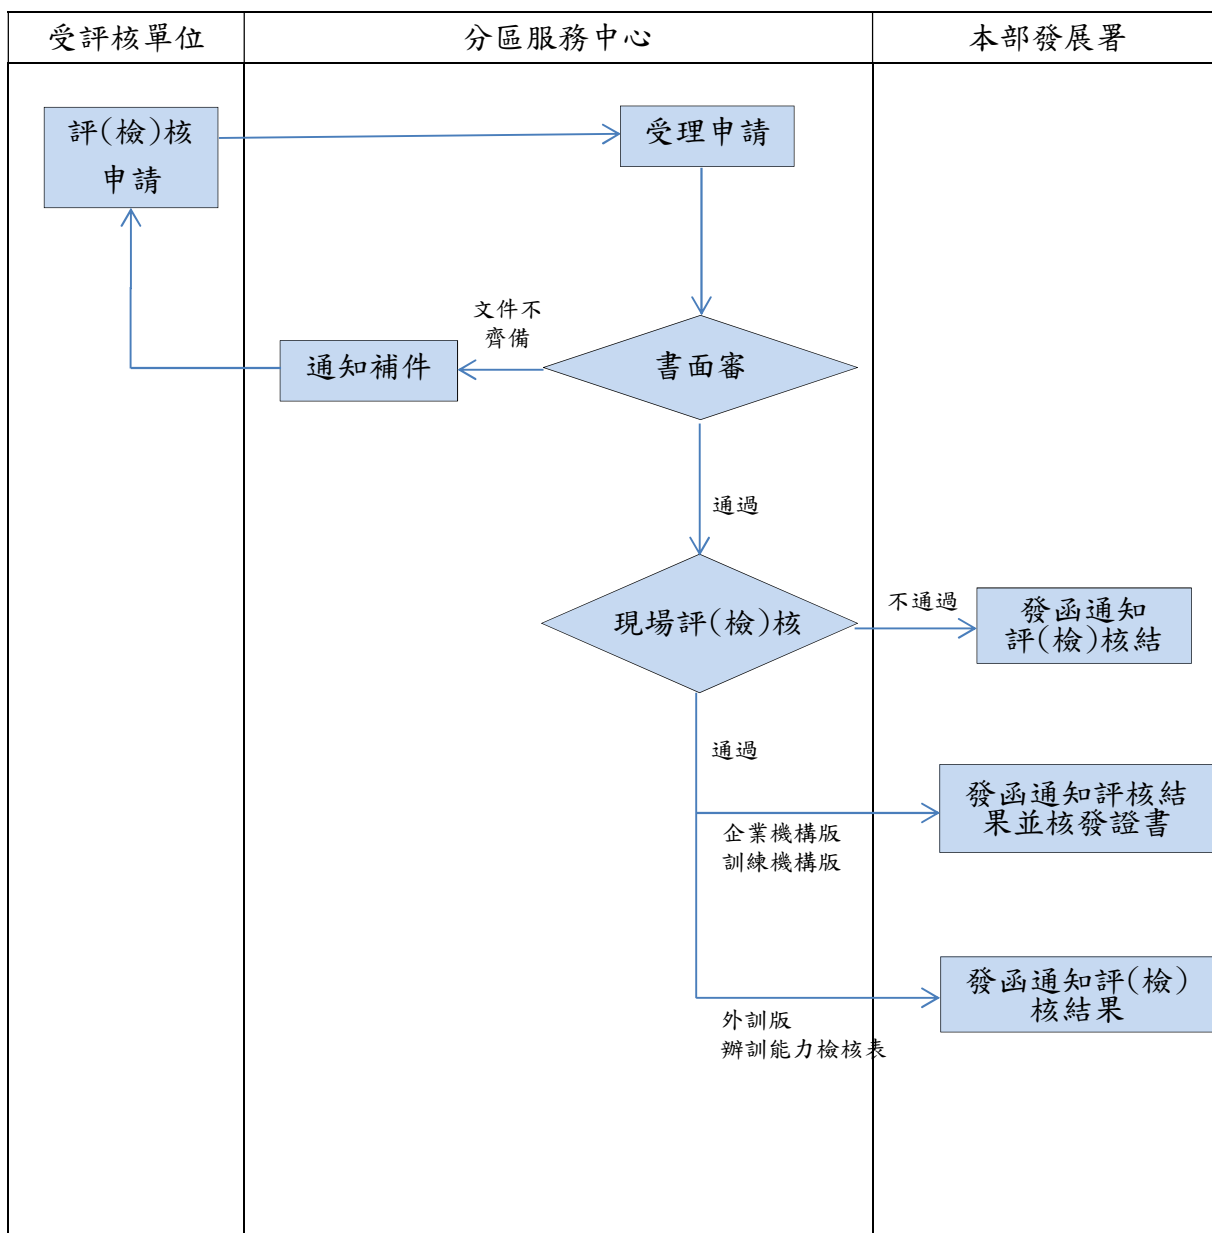 受評核單位
分區服務中心
本部發展署
評(檢)核
申請
受理申請
文件不
齊備
通知補件
書面審
通過
現場評(檢)核
不通過
發函通知
評(檢)核結
通過
發函通知評核結
果並核發證書
企業機構版
訓練機構版
發函通知評(檢)
核結果
外訓版
辦訓能力檢核表